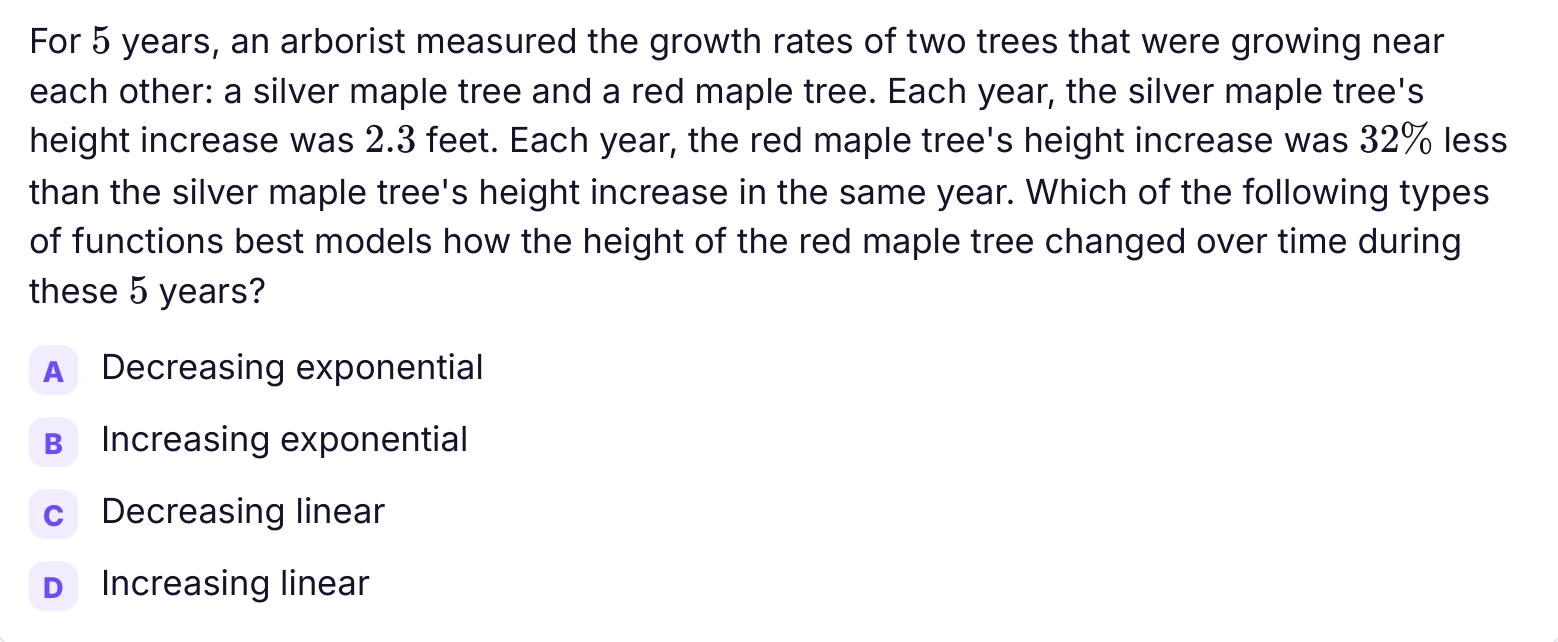 For 5 years, an arborist measured the growth rates of two trees that were growing near
each other: a silver maple tree and a red maple tree. Each year, the silver maple tree's
height increase was 2.3 feet. Each year, the red maple tree's height increase was 32% less
than the silver maple tree's height increase in the same year. Which of the following types
of functions best models how the height of the red maple tree changed over time during
these 5 years?
A Decreasing exponential
B Increasing exponential
C Decreasing linear
D Increasing linear